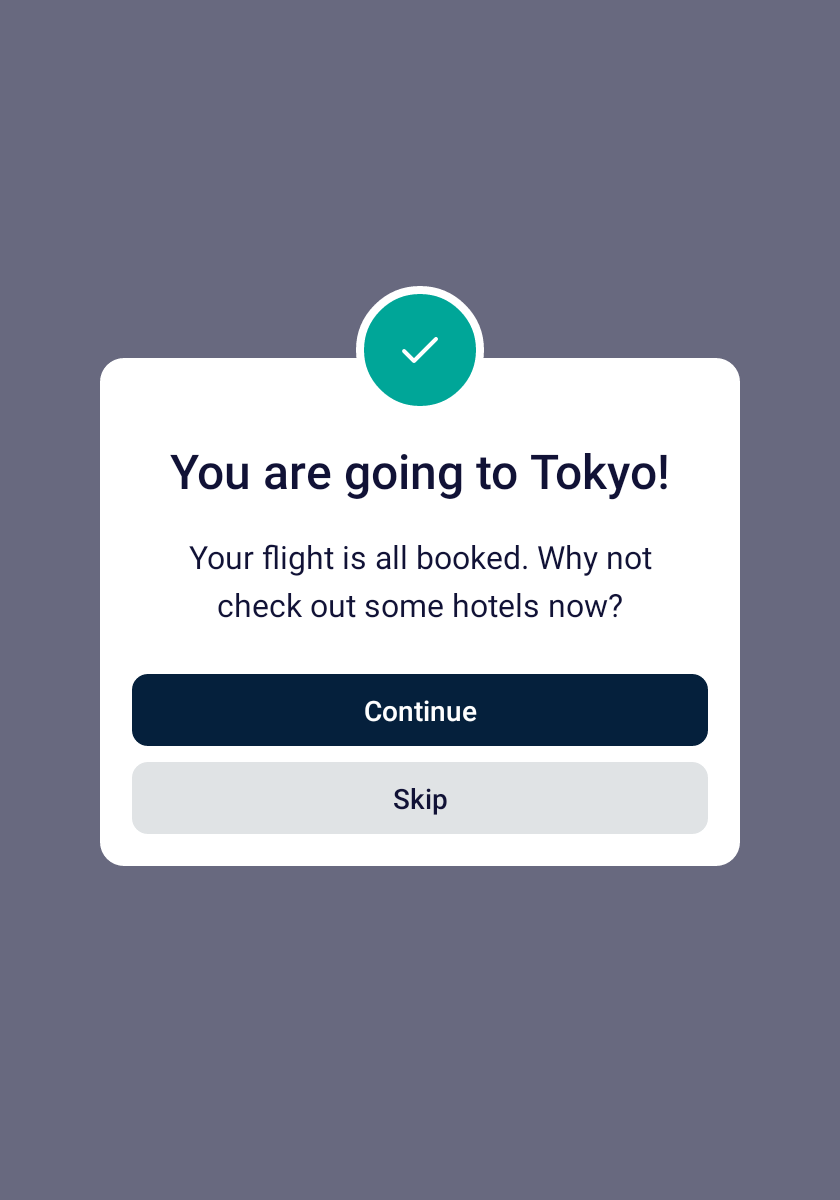 You are going to Tokyo!
Your flight is all booked. Why not
check out some hotels now?
Continue
Skip